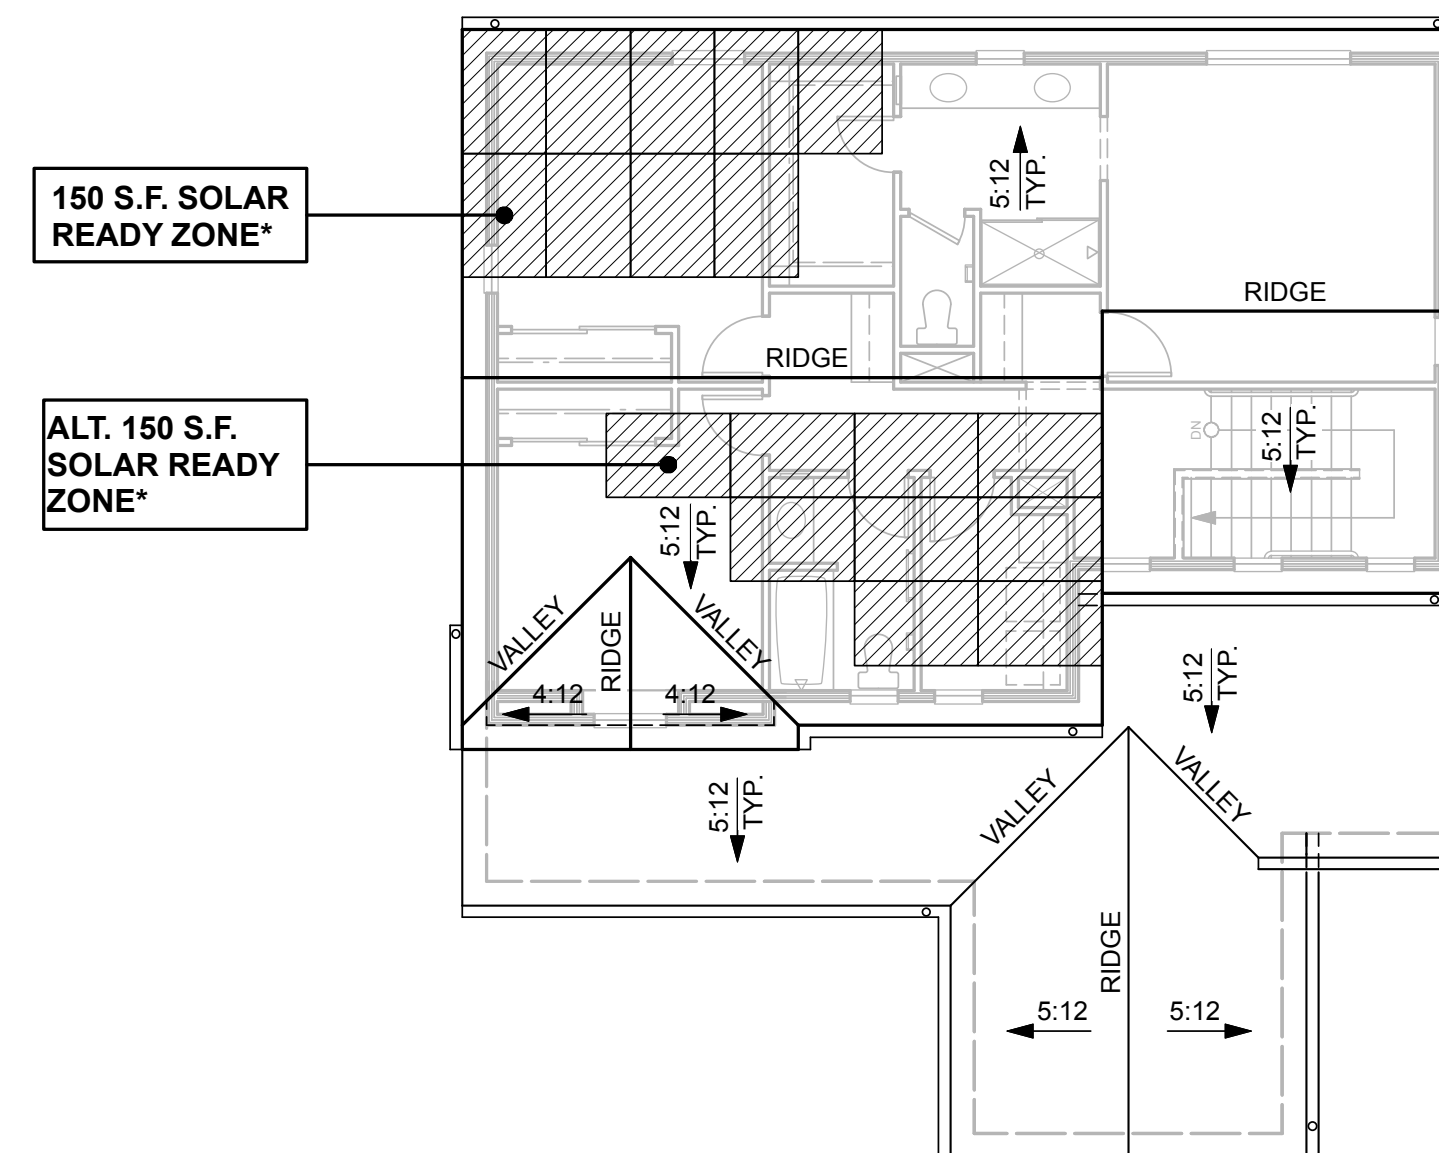 150 S.F. SOLAR
READY ZONE*
5:12
TYP.
RIDGE
RIDGE
ALT. 150 S.F.
SOLAR READY
ZONE*
DN
5:12
TYP.
5:12
TYP.
VALLEY
RIDGE
VALLEY
4:12
4:12
5:12
TYP.
5:12
TYP.
VALLEY
VALLEY
RIDGE
5:12
5:12